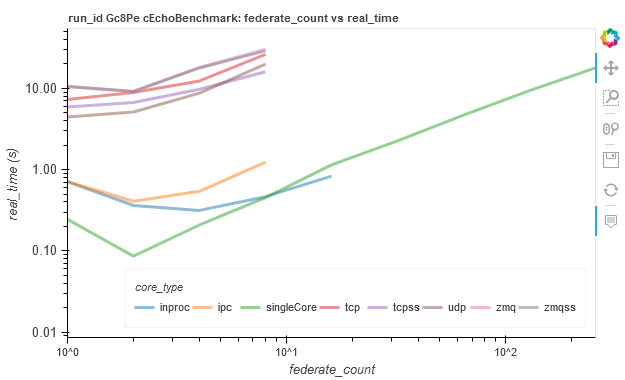 run_id Gc8Pe cEchoBenchmark: federate_count vs real_time
10.00
1.00
0.10
0.01
real_time (s)
core_type
inproc ipc singleCore tcp tcpss udp zmq zmqss
10^0 10^1 10^2
federate_count